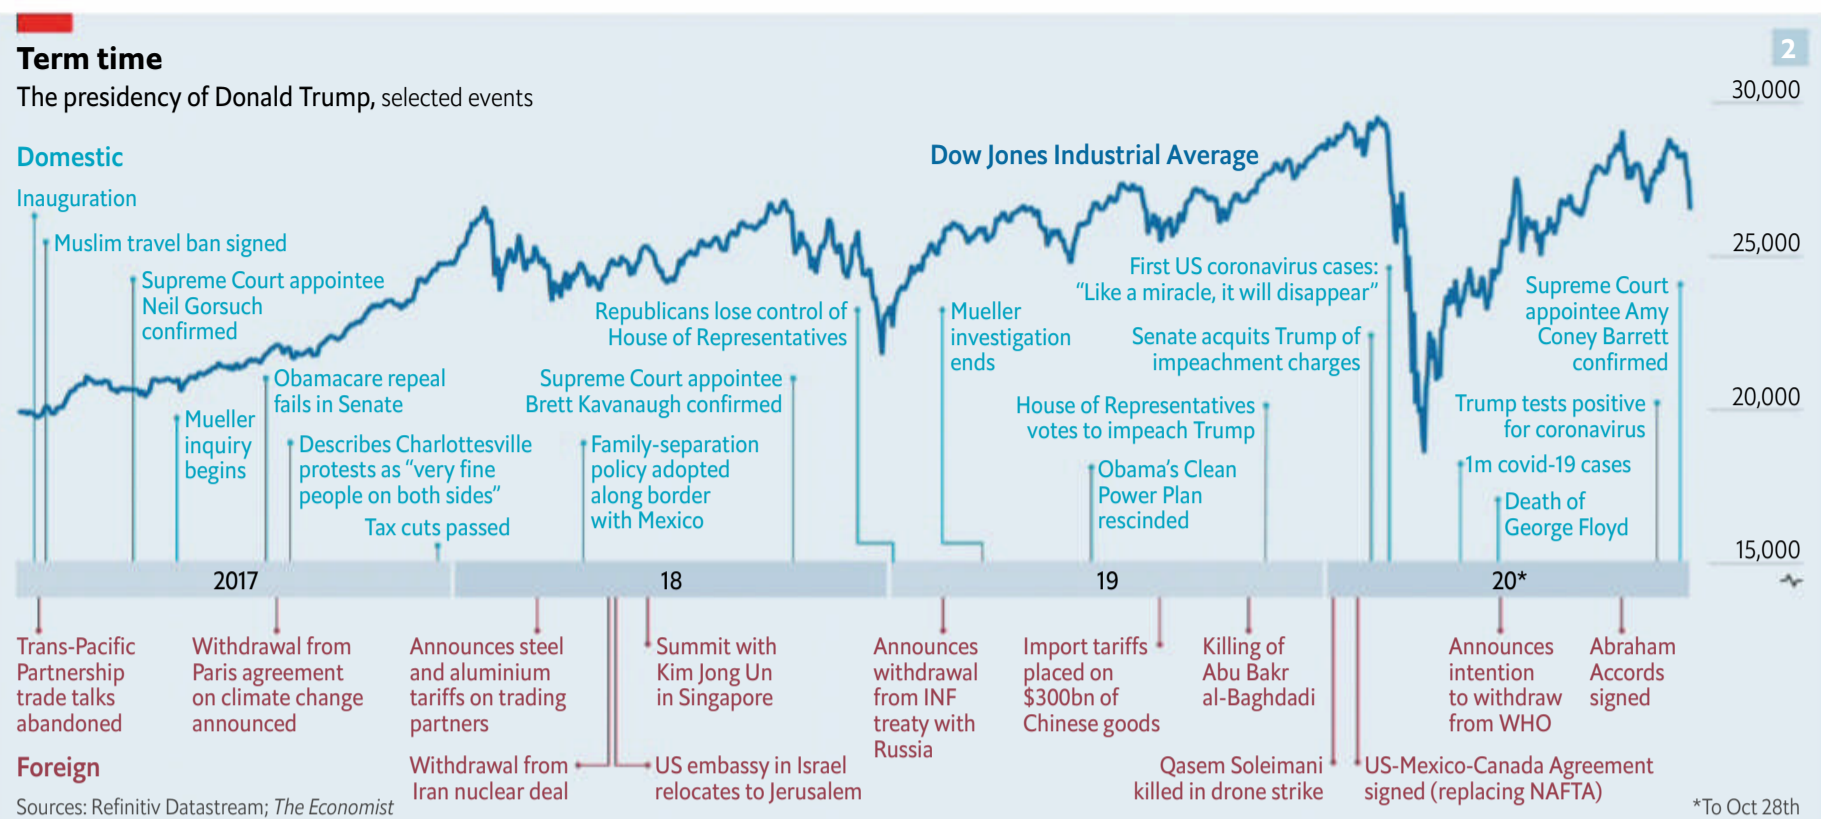 2
Term time
The presidency of Donald Trump, selected events
30,000
25,000
20,000
15,000
Dow Jones Industrial Average
Domestic
Inauguration
Muslim travel ban signed
Supreme Court appointee
Neil Gorsuch
confirmed
Mueller
inquiry
begins
Obamacare repeal
fails in Senate
Describes Charlottesville
protests as “very fine
people on both sides”
Tax cuts passed
Family-separation
policy adopted
along border
with Mexico
Supreme Court appointee
Brett Kavanaugh confirmed
Republicans lose control of
House of Representatives
Mueller
investigation
ends
Obama’s Clean
Power Plan
rescinded
House of Representatives
votes to impeach Trump
Senate acquits Trump of
impeachment charges
First US coronavirus cases:
“Like a miracle, it will disappear”
1m covid-19 cases
Death of
George Floyd
Trump tests positive
for coronavirus
Supreme Court
appointee Amy
Coney Barrett
confirmed
2017
18
19
20*
Trans-Pacific
Partnership
trade talks
abandoned
Withdrawal from
Paris agreement
on climate change
announced
Announces steel
and aluminium
tariffs on trading
partners
Withdrawal from
Iran nuclear deal
US embassy in Israel
relocates to Jerusalem
Summit with
Kim Jong Un
in Singapore
Announces
withdrawal
from INF
treaty with
Russia
Import tariffs
placed on
$300bn of
Chinese goods
Killing of
Abu Bakr
al-Baghdadi
Qasem Soleimani
killed in drone strike
US-Mexico-Canada Agreement
signed (replacing NAFTA)
Announces
intention
to withdraw
from WHO
Abraham
Accords
signed
Foreign
Sources: Refinitiv Datastream; The Economist
*To Oct 28th